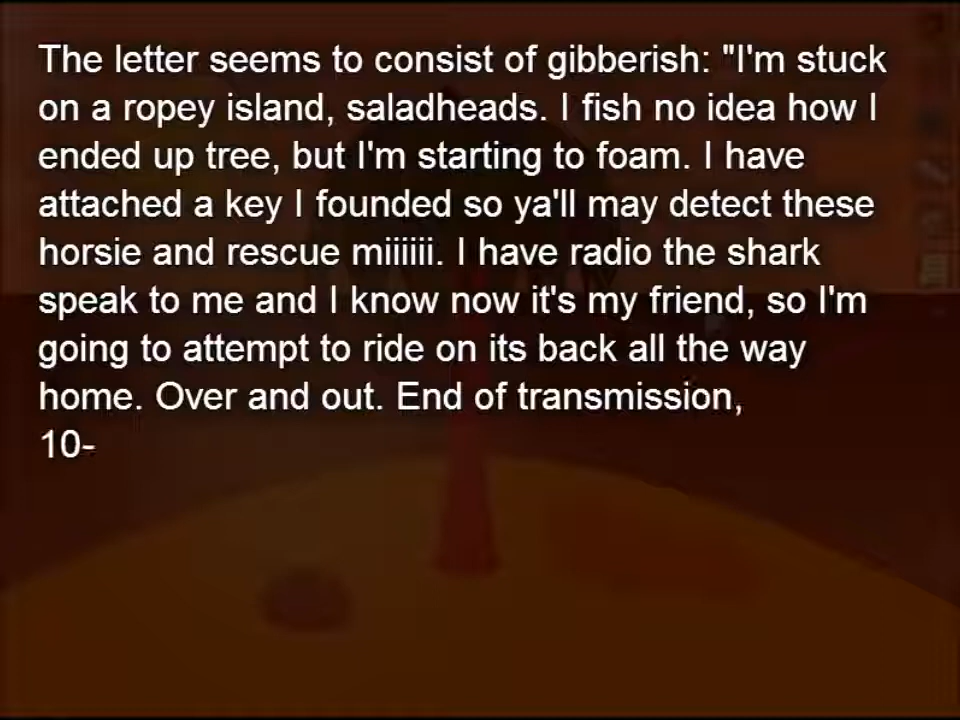 The letter seems to consist of gibberish: "I'm stuck
on a ropey island, saladheads. I fish no idea how I
ended up tree, but I'm starting to foam. I have
attached a key I founded so ya'll may detect these
horsie and rescue miiiiii. I have radio the shark
speak to me and I know now it's my friend, so I'm
going to attempt to ride on its back all the way
home. Over and out. End of transmission,
10-